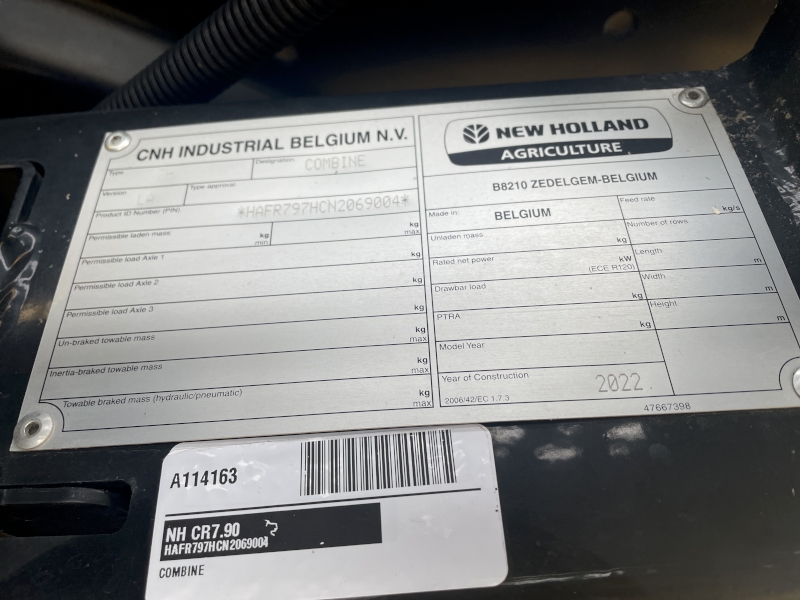 CNH INDUSTRIAL BELGIUM N.V.
Type - Designation COMBINE
Version LA Type approval
Product ID Number (PIN) *HAFR797HCN2069004*
Permissible laden mass kg min kg max
Permissible load Axle 1 kg
Permissible load Axle 2 kg
Permissible load Axle 3 kg
Un-braked towable mass kg max
Inertia-braked towable mass kg max
Towable braked mass (hydraulic/pneumatic) kg max
NEW HOLLAND
AGRICULTURE
B8210 ZEDELGEM-BELGIUM
Made in: BELGIUM Feed rate kg/s
Unladen mass kg Number of rows
Rated net power kW (ECE R120) Length m
Drawbar load kg Width m
PTRA kg Height m
Model Year
Year of Construction 2022
2006/42/EC 1.7.3
47667398
A114163
NH CR7.90
HAFR797HCN2069004
COMBINE